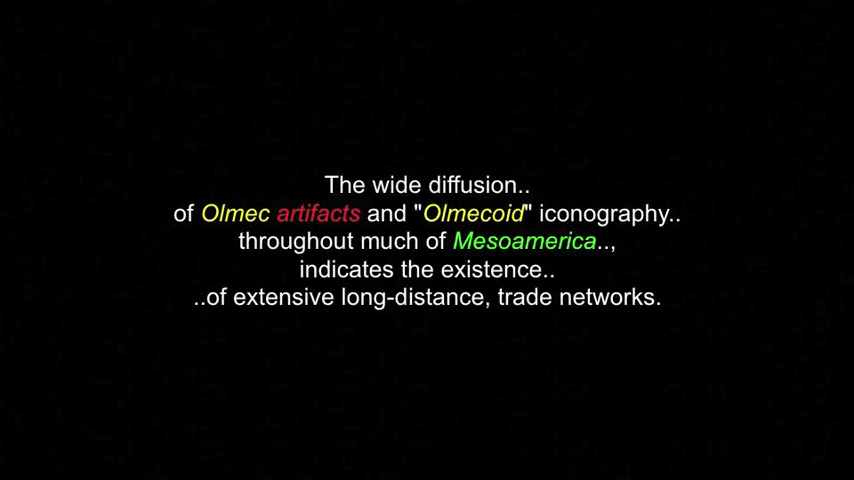 The wide diffusion..
of Olmec artifacts and "Olmecoid" iconography..
throughout much of Mesoamerica..,
indicates the existence..
..of extensive long-distance, trade networks.